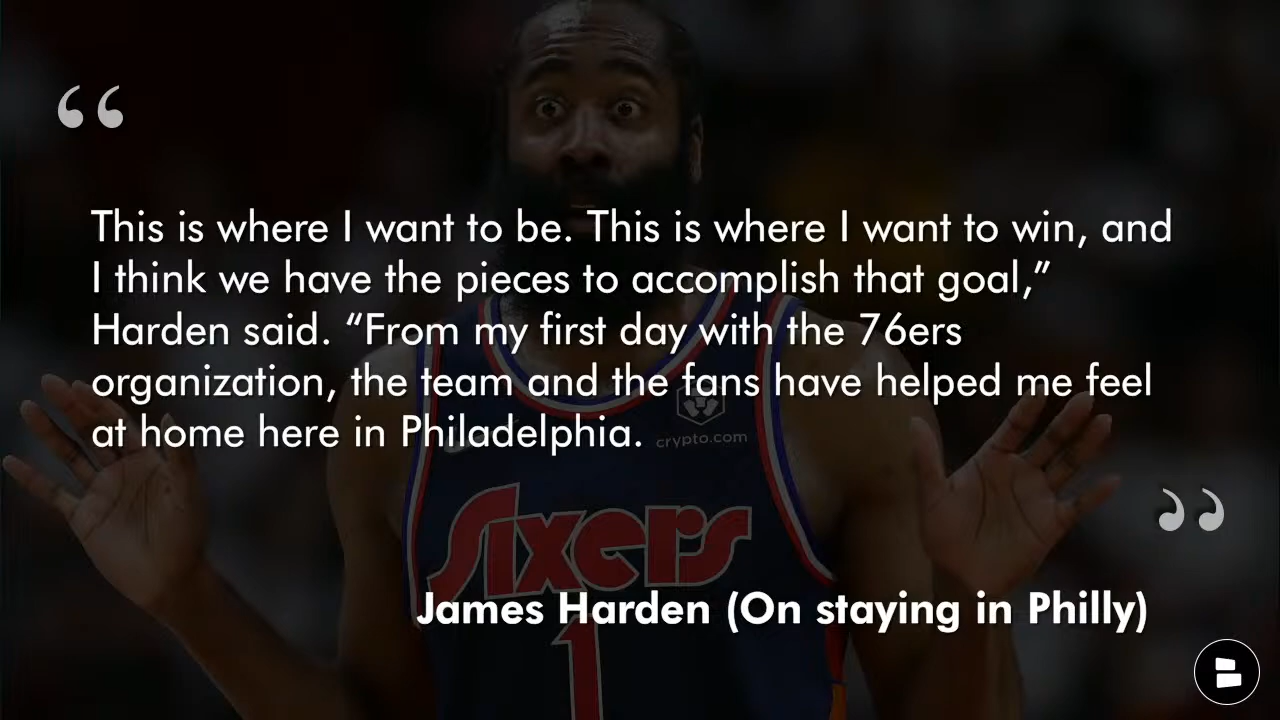 “
This is where I want to be. This is where I want to win, and
I think we have the pieces to accomplish that goal,”
Harden said. “From my first day with the 76ers
organization, the team and the fans have helped me feel
at home here in Philadelphia.
crypto.com
”
sixers
James Harden (On staying in Philly)
1